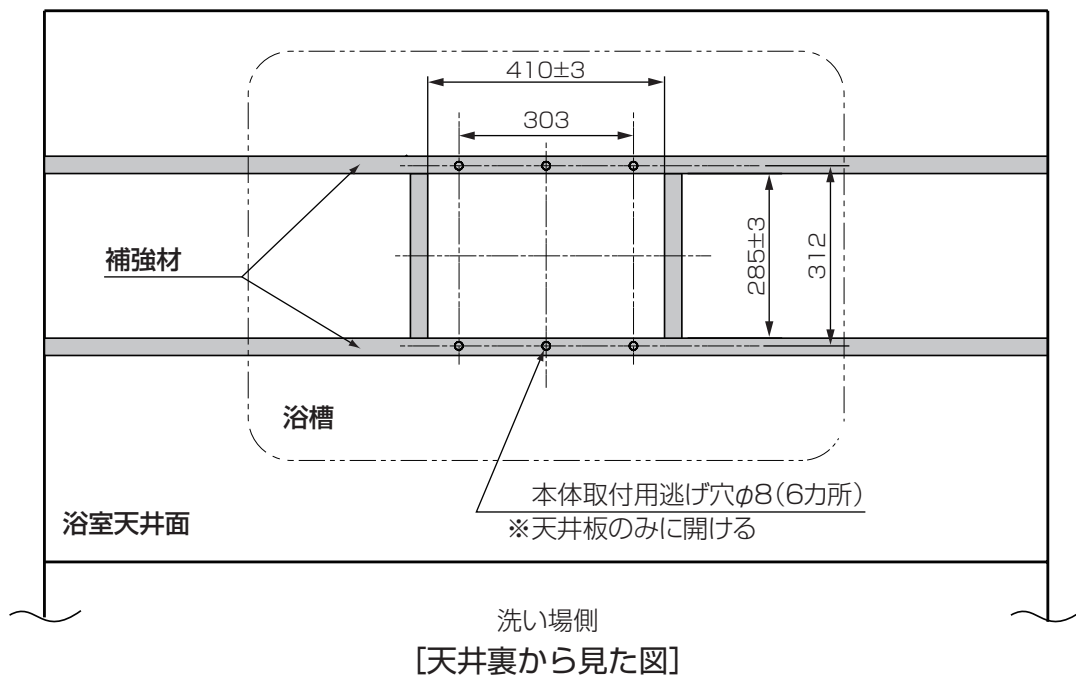 410±3
303
補強材
285±3
312
浴槽
本体取付用逃げ穴φ8(6カ所)
※天井板のみに開ける
浴室天井面
洗い場側
[天井裏から見た図]